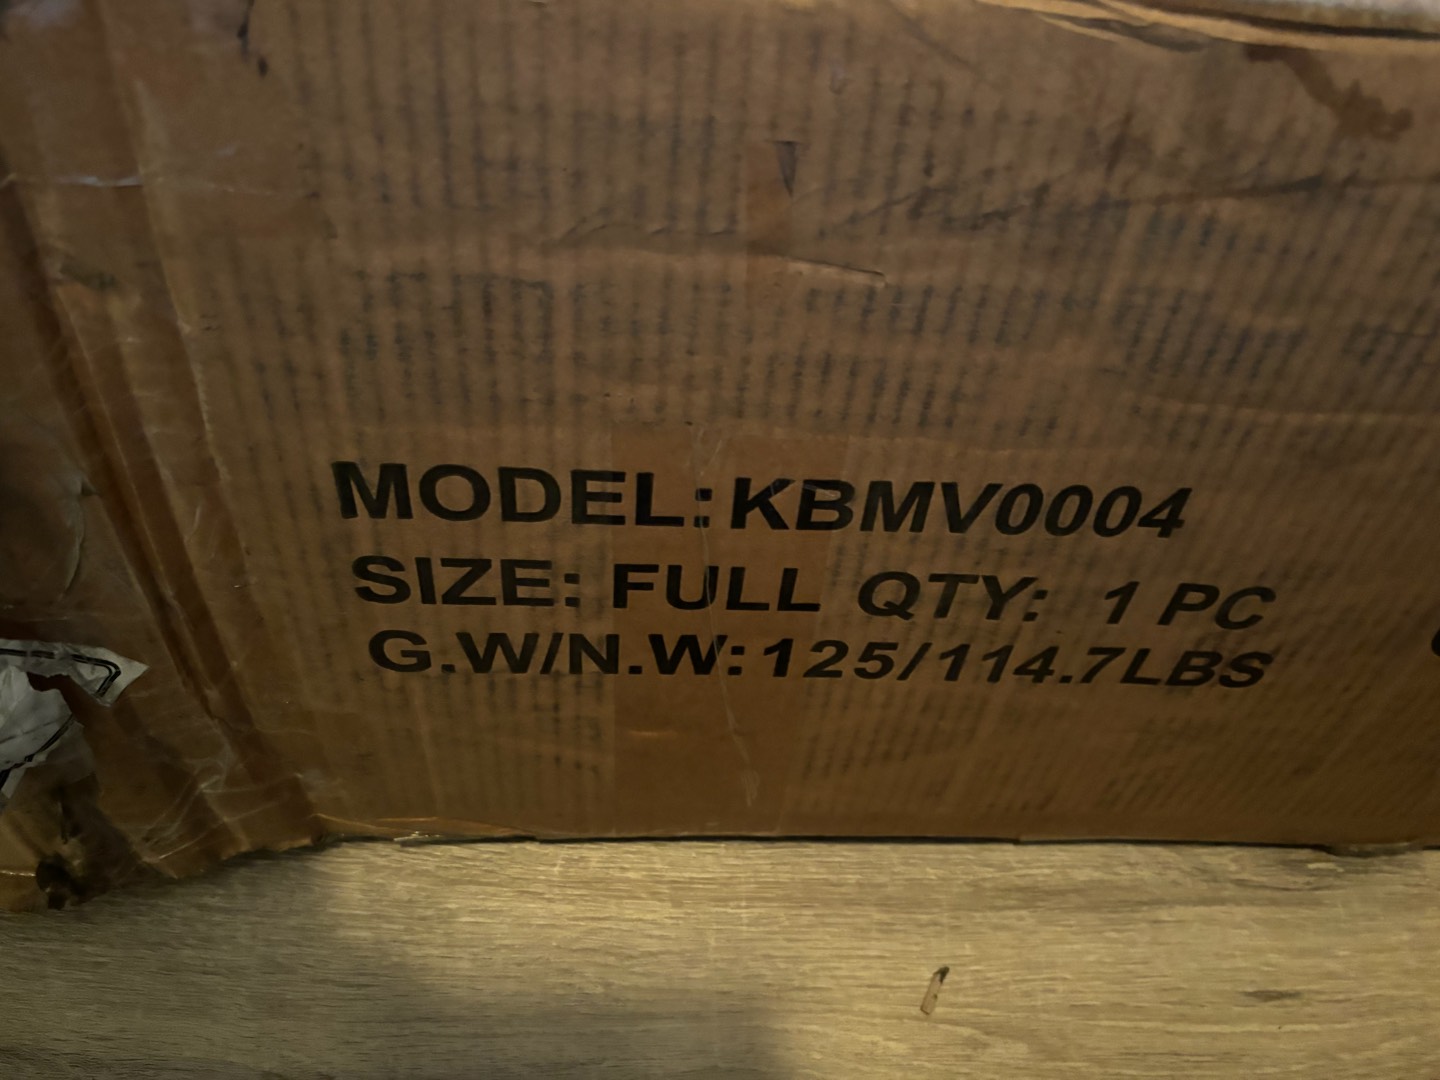 MODEL:KBMV0004
SIZE: FULL QTY: 1 PC
G.W/N.W:125/114.7LBS